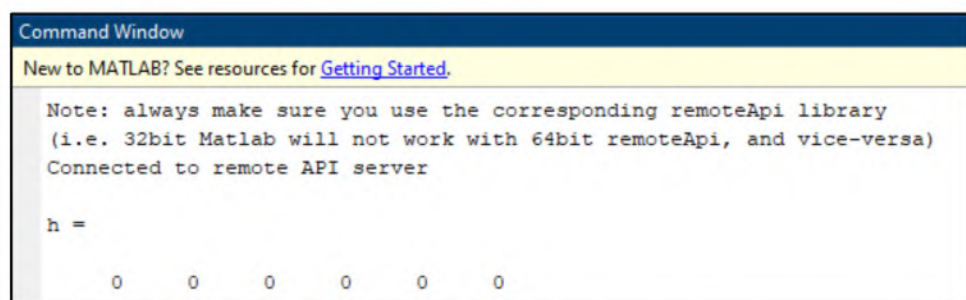 Command Window
New to MATLAB? See resources for Getting Started.
Note: always make sure you use the corresponding remoteApi library
(i.e. 32bit Matlab will not work with 64bit remoteApi, and vice-versa)
Connected to remote API server
h =
0 0 0 0 0 0